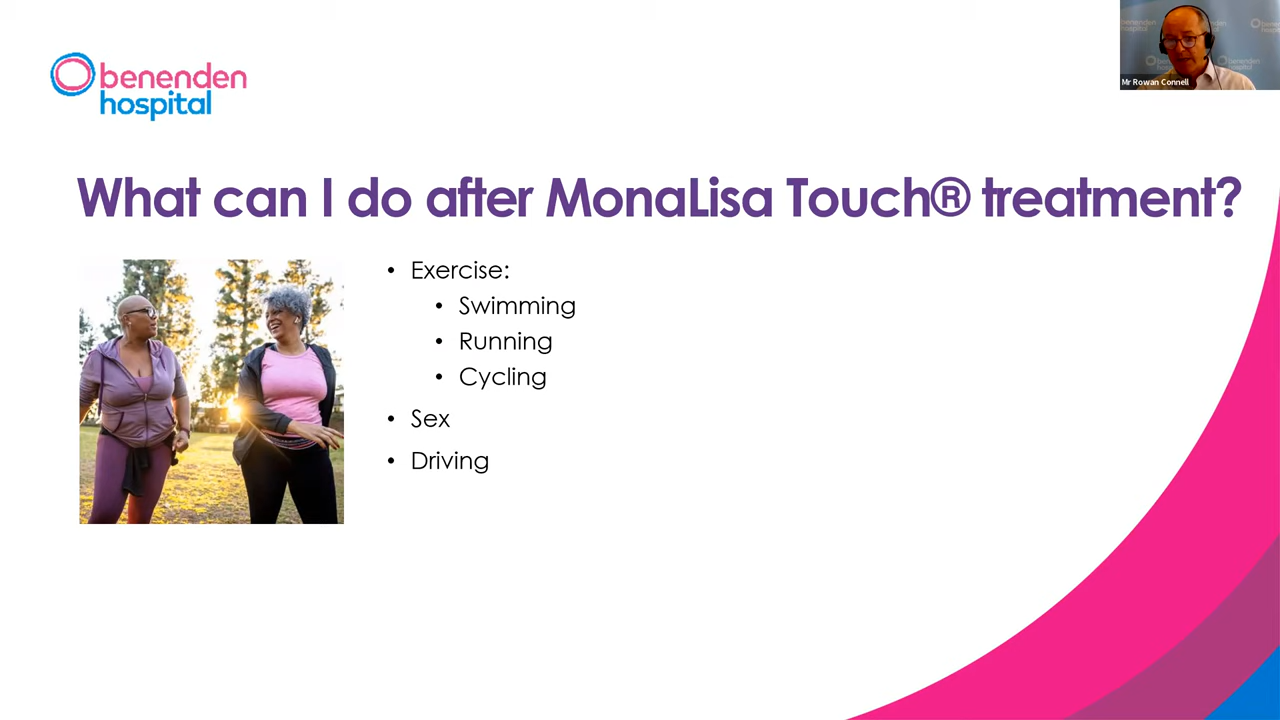 benenden
hospital
Mr Rowan Connell
What can I do after MonaLisa Touch® treatment?
• Exercise:
• Swimming
• Running
• Cycling
• Sex
• Driving